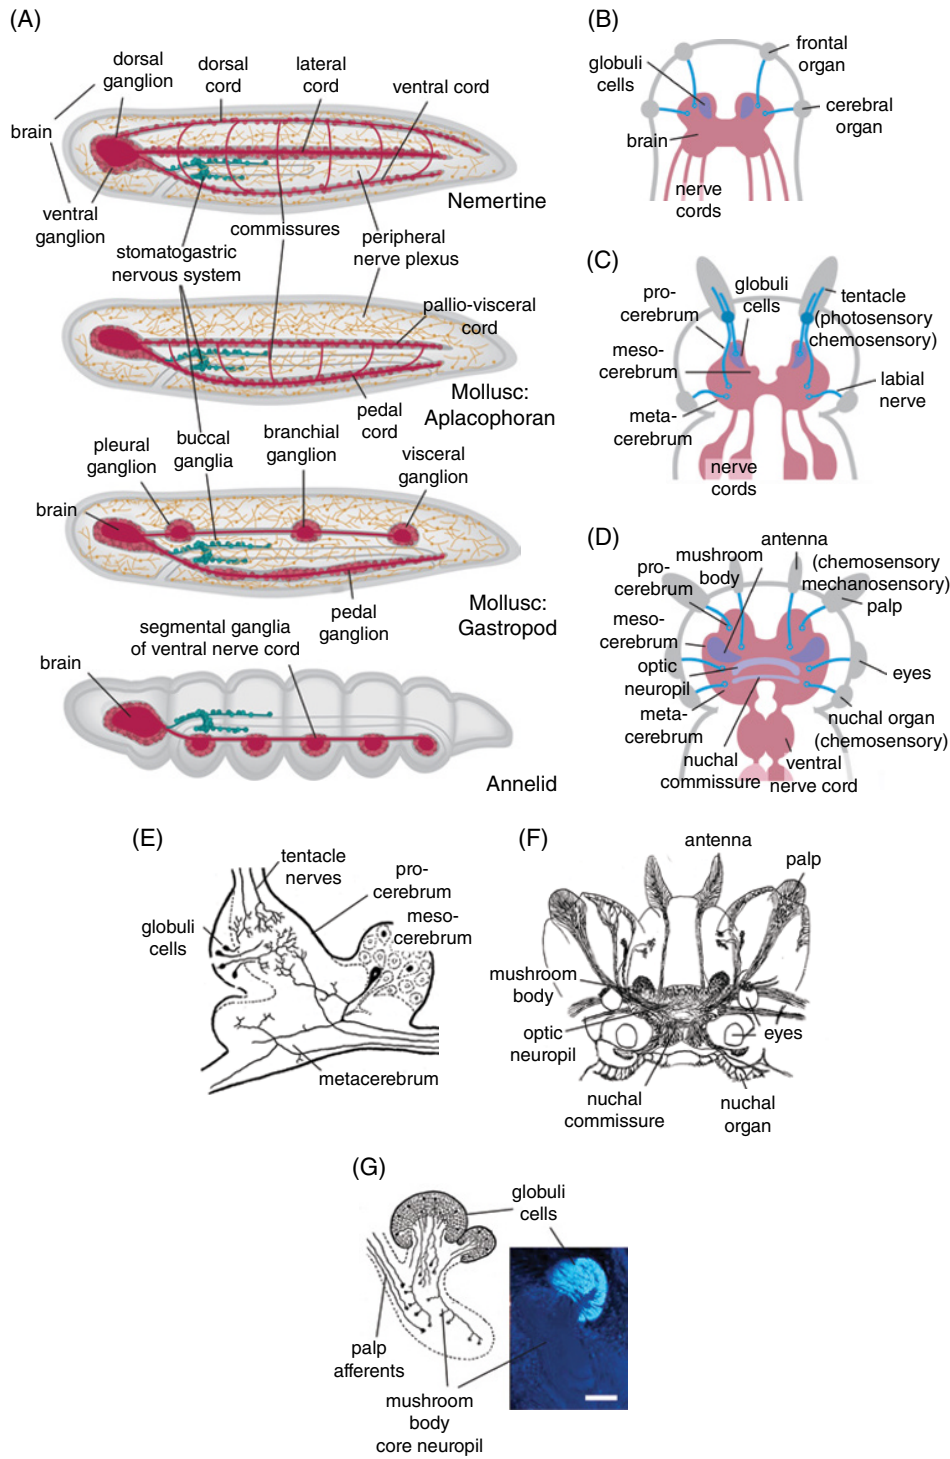 (A)
dorsal
ganglion
dorsal
cord
lateral
cord
ventral cord
brain
ventral
ganglion
Nemertine
stomatogastric
nervous system
commissures
peripheral
nerve plexus
pallio-visceral
cord
Mollusc:
Aplacophoran
pedal
cord
pleural
ganglion
buccal
ganglia
branchial
ganglion
visceral
ganglion
brain
pedal
ganglion
Mollusc:
Gastropod
segmental ganglia
of ventral nerve cord
brain
Annelid
(B)
frontal
organ
globuli
cells
cerebral
organ
brain
nerve
cords
(C)
pro-
cerebrum
globuli
cells
tentacle
(photosensory
chemosensory)
meso-
cerebrum
labial
nerve
meta-
cerebrum
nerve
cords
(D)
antenna
(chemosensory
mechanosensory)
mushroom
body
pro-
cerebrum
palp
meso-
cerebrum
optic
neuropil
eyes
meta-
cerebrum
nuchal organ
(chemosensory)
nuchal
commissure
ventral
nerve cord
(E)
tentacle
nerves
pro-
cerebrum
meso-
cerebrum
globuli
cells
metacerebrum
(F)
antenna
palp
mushroom
body
optic
neuropil
eyes
nuchal
commissure
nuchal
organ
(G)
globuli
cells
palp
afferents
mushroom
body
core neuropil